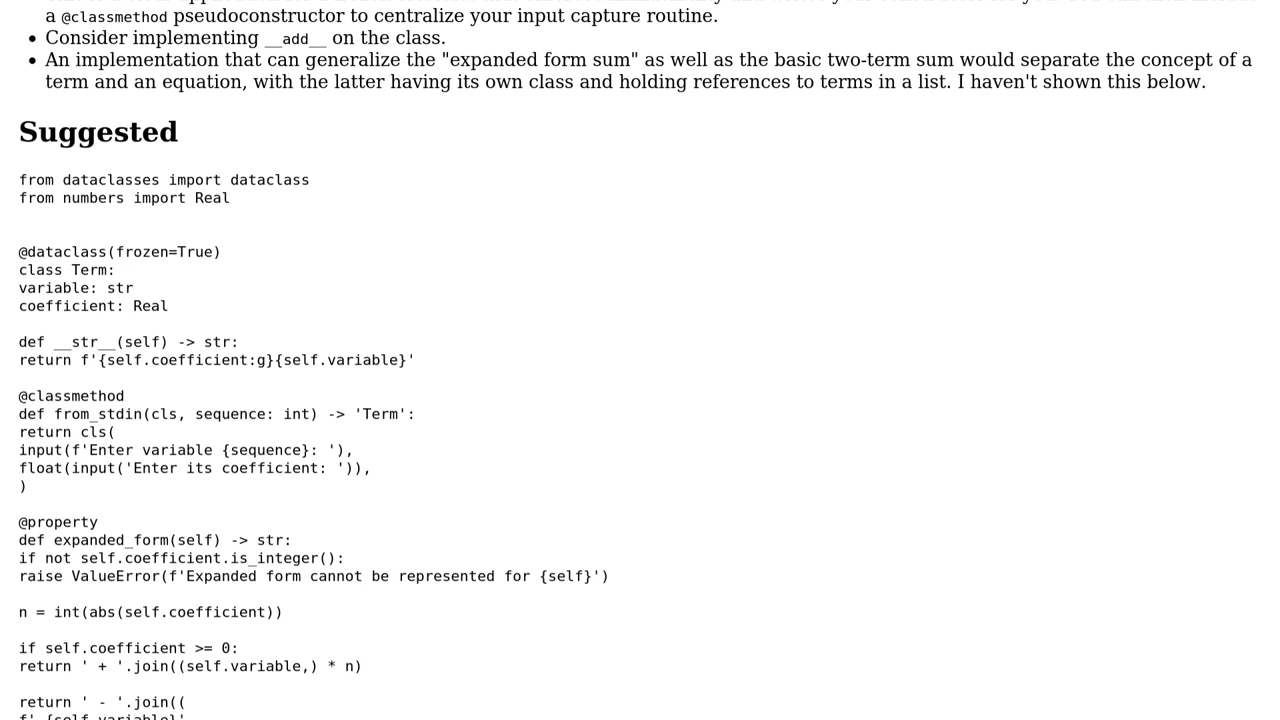 a @classmethod pseudoconstructor to centralize your input capture routine.
Consider implementing __add__ on the class.
An implementation that can generalize the "expanded form sum" as well as the basic two-term sum would separate the concept of a
term and an equation, with the latter having its own class and holding references to terms in a list. I haven't shown this below.
Suggested
from dataclasses import dataclass
from numbers import Real
@dataclass(frozen=True)
class Term:
variable: str
coefficient: Real
def __str__(self) -> str:
return f'{self.coefficient:g}{self.variable}'
@classmethod
def from_stdin(cls, sequence: int) -> 'Term':
return cls(
input(f'Enter variable {sequence}: '),
float(input('Enter its coefficient: ')),
)
@property
def expanded_form(self) -> str:
if not self.coefficient.is_integer():
raise ValueError(f'Expanded form cannot be represented for {self}')
n = int(abs(self.coefficient))
if self.coefficient >= 0:
return ' + '.join((self.variable,) * n)
return ' - '.join((